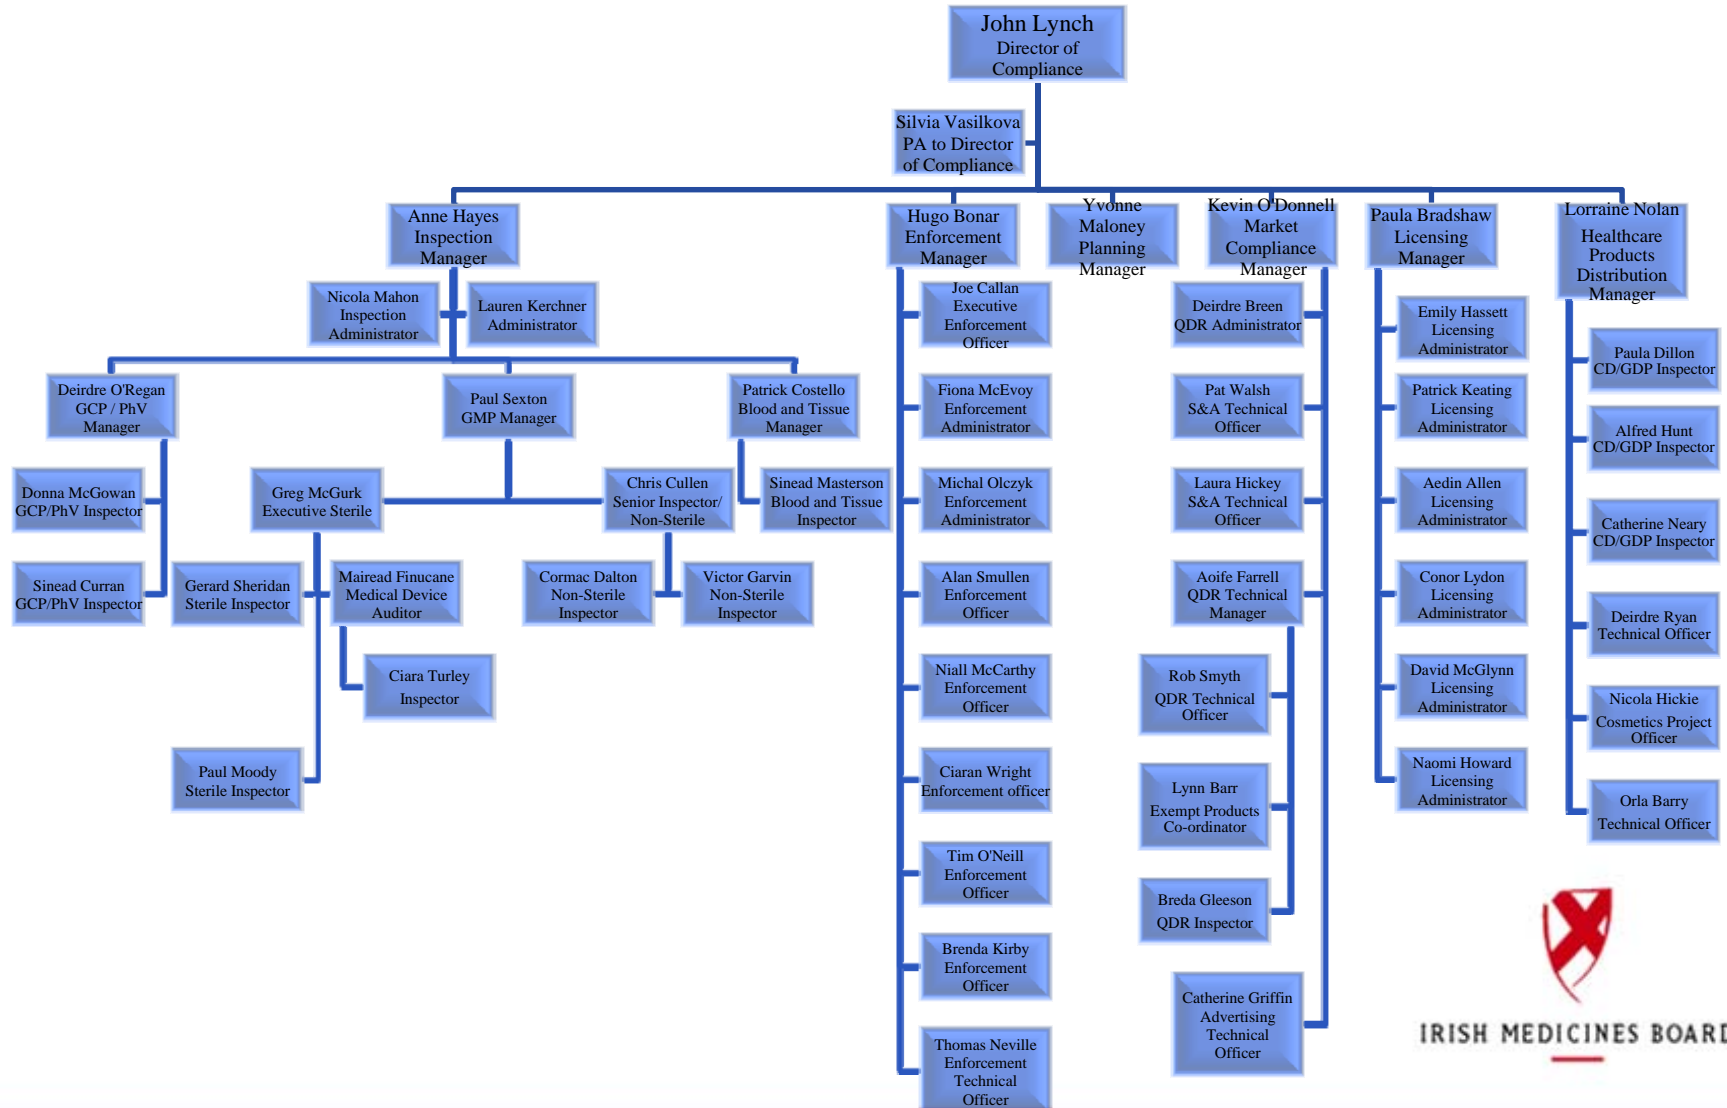 John Lynch
Director of
Compliance
Silvia Vasilkova
PA to Director
of Compliance
Anne Hayes
Inspection
Manager
Hugo Bonar
Enforcement
Manager
Yvonne
Maloney
Planning
Manager
Kevin O'Donnell
Market
Compliance
Manager
Paula Bradshaw
Licensing
Manager
Lorraine Nolan
Healthcare
Products
Distribution
Manager
Nicola Mahon
Inspection
Administrator
Lauren Kerchner
Administrator
Deirdre O'Regan
GCP / PhV
Manager
Paul Sexton
GMP Manager
Patrick Costello
Blood and Tissue
Manager
Donna McGowan
GCP/PhV Inspector
Sinead Curran
GCP/PhV Inspector
Greg McGurk
Executive Sterile
Chris Cullen
Senior Inspector/
Non-Sterile
Sinead Masterson
Blood and Tissue
Inspector
Gerard Sheridan
Sterile Inspector
Mairead Finucane
Medical Device
Auditor
Cormac Dalton
Non-Sterile
Inspector
Victor Garvin
Non-Sterile
Inspector
Ciara Turley
Inspector
Paul Moody
Sterile Inspector
Joe Callan
Executive
Enforcement
Officer
Fiona McEvoy
Enforcement
Administrator
Michal Olczyk
Enforcement
Administrator
Alan Smullen
Enforcement
Officer
Niall McCarthy
Enforcement
Officer
Ciaran Wright
Enforcement officer
Tim O'Neill
Enforcement
Officer
Brenda Kirby
Enforcement
Officer
Thomas Neville
Enforcement
Technical
Officer
Deirdre Breen
QDR Administrator
Pat Walsh
S&A Technical
Officer
Laura Hickey
S&A Technical
Officer
Aoife Farrell
QDR Technical
Manager
Rob Smyth
QDR Technical
Officer
Lynn Barr
Exempt Products
Co-ordinator
Breda Gleeson
QDR Inspector
Catherine Griffin
Advertising
Technical
Officer
Emily Hassett
Licensing
Administrator
Patrick Keating
Licensing
Administrator
Aedin Allen
Licensing
Administrator
Conor Lydon
Licensing
Administrator
David McGlynn
Licensing
Administrator
Naomi Howard
Licensing
Administrator
Paula Dillon
CD/GDP Inspector
Alfred Hunt
CD/GDP Inspector
Catherine Neary
CD/GDP Inspector
Deirdre Ryan
Technical Officer
Nicola Hickie
Cosmetics Project
Officer
Orla Barry
Technical Officer
IRISH MEDICINES BOARD